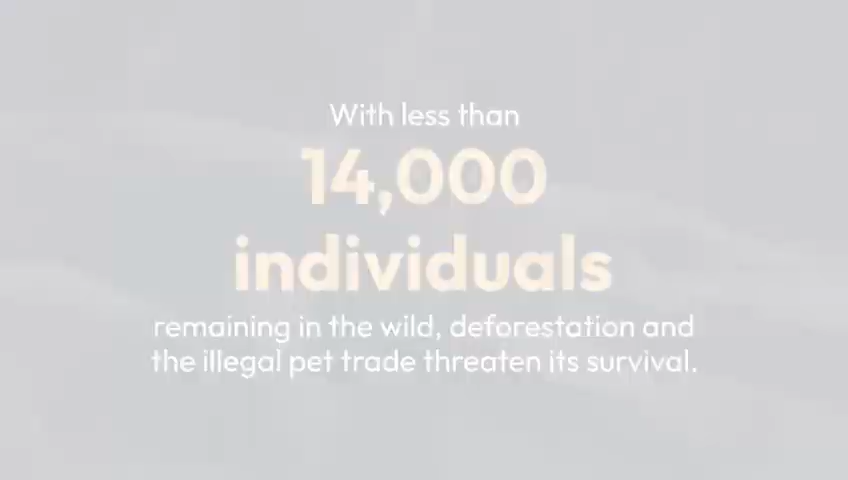 With less than
14,000
individuals
remaining in the wild, deforestation and
the illegal pet trade threaten its survival.